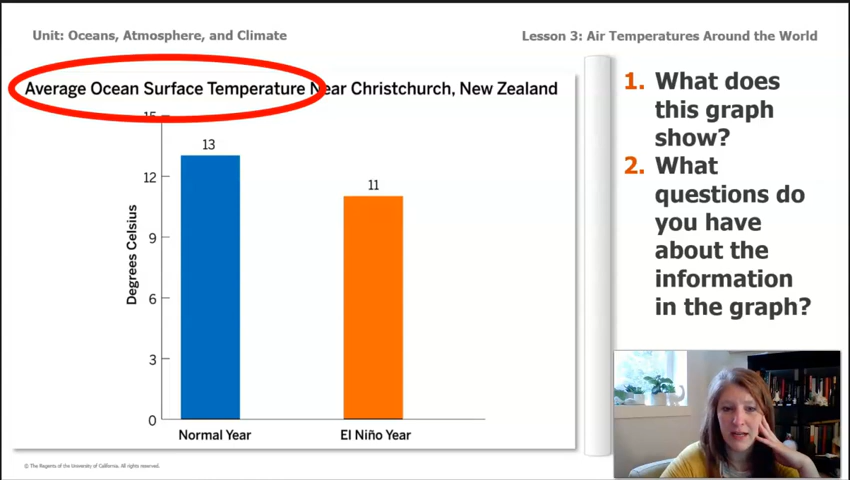 Unit: Oceans, Atmosphere, and Climate
Lesson 3: Air Temperatures Around the World
Average Ocean Surface Temperature Near Christchurch, New Zealand
15
13
12
11
9
6
3
0
Degrees Celsius
Normal Year
El Niño Year
1. What does
this graph
show?
2. What
questions do
you have
about the
information
in the graph?
© The Regents of the University of California. All rights reserved.